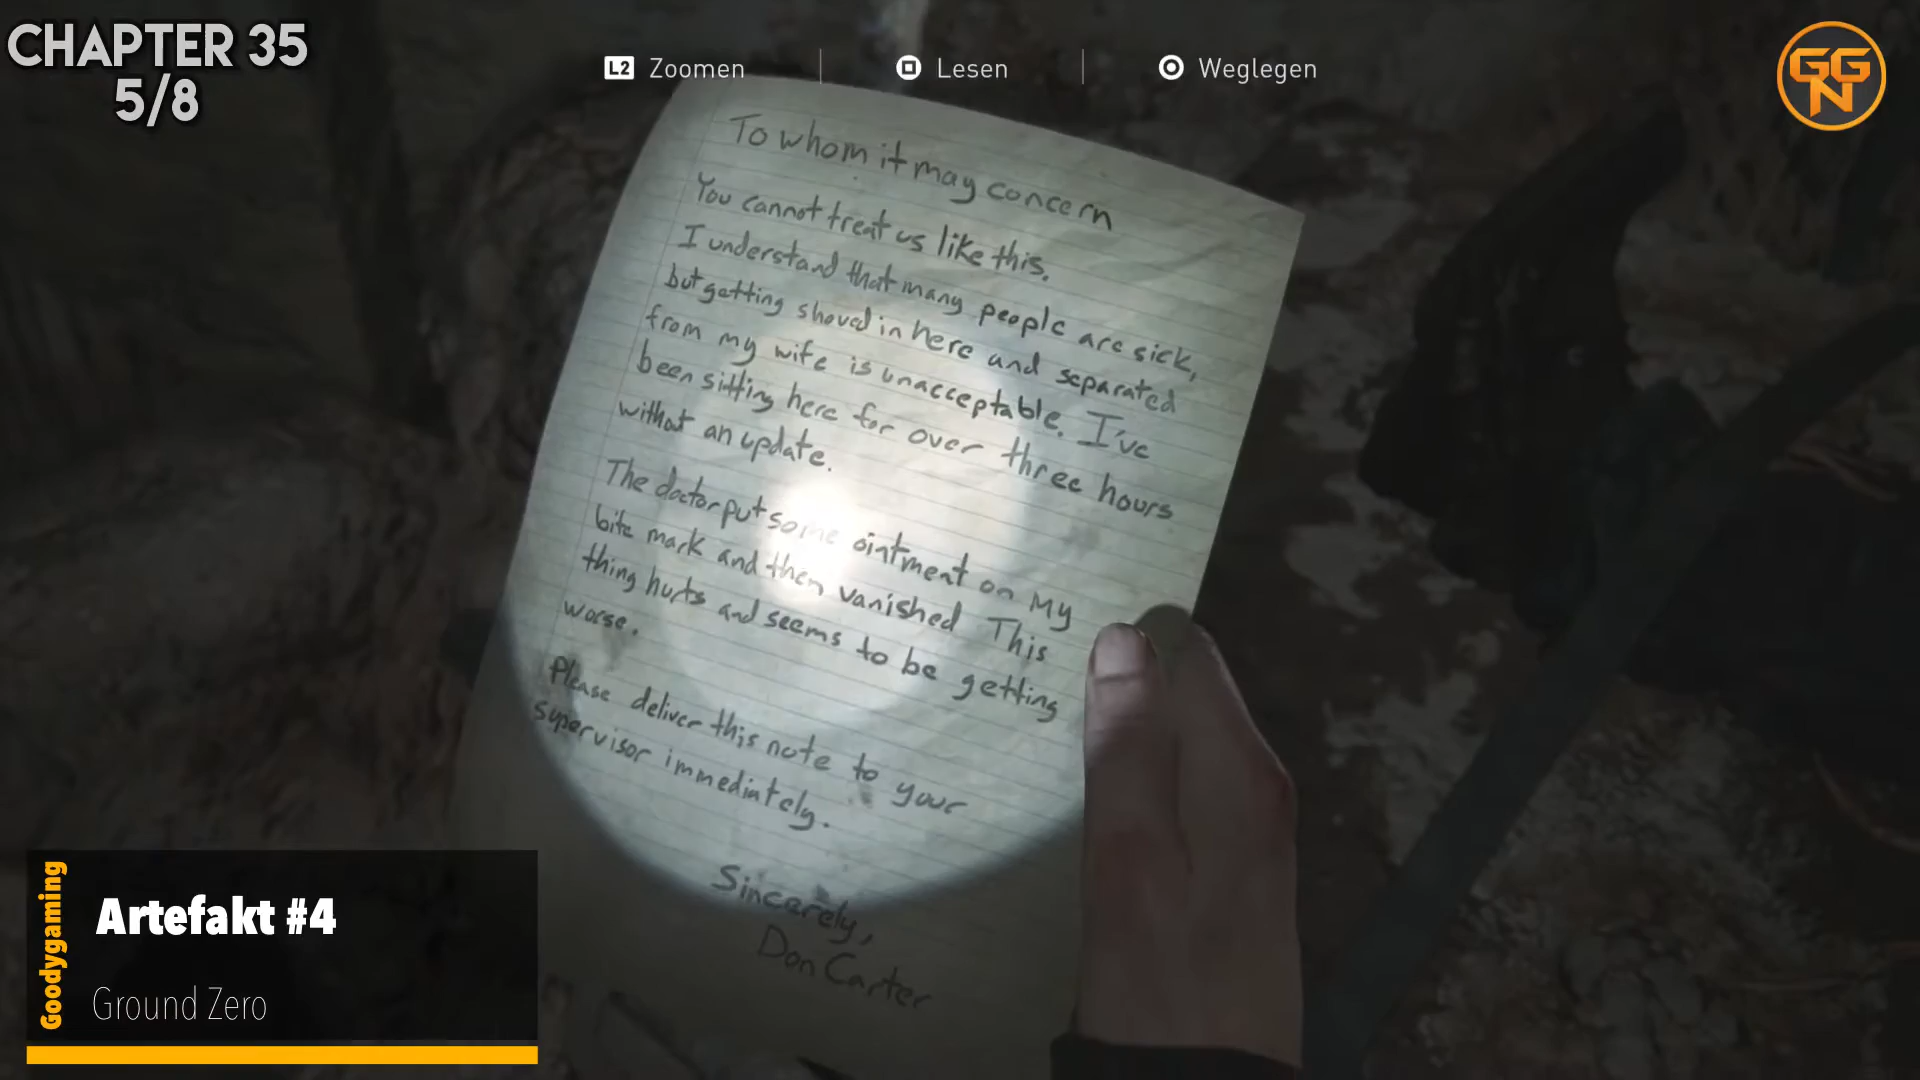 CHAPTER 35
5/8
L2 Zoomen
Lesen
Weglegen
GGN
To whom it may concern
You cannot treat us like this.
I understand that many people are sick,
but getting shoved in here and separated
from my wife is unacceptable. I've
been sitting here for over three hours
without an update.
The doctor put some ointment on my
bite mark and then vanished This
thing hurts and seems to be getting
worse.
Please deliver this note to your
supervisor immediately.
Sincerely,
Don Carter
Goodygaming
Artefakt #4
Ground Zero